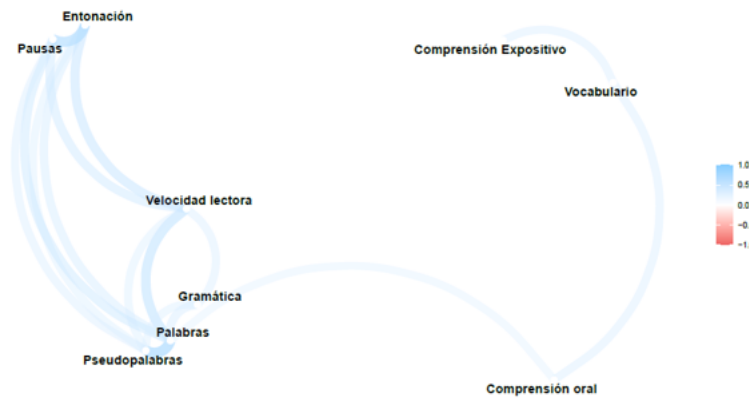 Entonación
Pausas
Comprensión Expositivo
Vocabulario
1.0
0.5
0.0
Velocidad lectora
Gramática
Palabras
Pseudopalabras
Comprensión oral